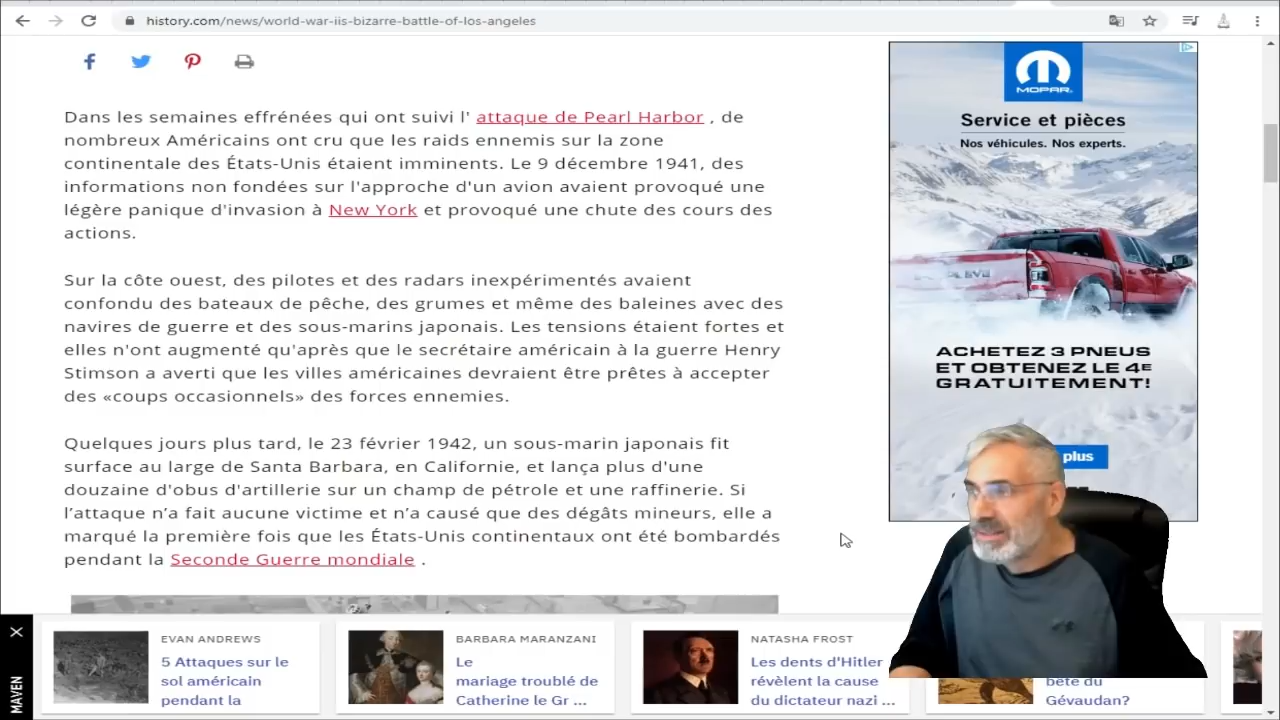 history.com/news/world-war-iis-bizarre-battle-of-los-angeles
Dans les semaines effrénées qui ont suivi l' attaque de Pearl Harbor , de
nombreux Américains ont cru que les raids ennemis sur la zone
continentale des États-Unis étaient imminents. Le 9 décembre 1941, des
informations non fondées sur l'approche d'un avion avaient provoqué une
légère panique d'invasion à New York et provoqué une chute des cours des
actions.
Sur la côte ouest, des pilotes et des radars inexpérimentés avaient
confondu des bateaux de pêche, des grumes et même des baleines avec des
navires de guerre et des sous-marins japonais. Les tensions étaient fortes et
elles n'ont augmenté qu'après que le secrétaire américain à la guerre Henry
Stimson a averti que les villes américaines devraient être prêtes à accepter
des «coups occasionnels» des forces ennemies.
Quelques jours plus tard, le 23 février 1942, un sous-marin japonais fit
surface au large de Santa Barbara, en Californie, et lança plus d'une
douzaine d'obus d'artillerie sur un champ de pétrole et une raffinerie. Si
l'attaque n'a fait aucune victime et n'a causé que des dégâts mineurs, elle a
marqué la première fois que les États-Unis continentaux ont été bombardés
pendant la Seconde Guerre mondiale .
MOPAR
Service et pièces
Nos véhicules. Nos experts.
ACHETEZ 3 PNEUS
ET OBTENEZ LE 4E
GRATUITEMENT!
plus
MAVEN
EVAN ANDREWS
5 Attaques sur le
sol américain
pendant la
BARBARA MARANZANI
Le
mariage troublé de
Catherine le Gr ...
NATASHA FROST
Les dents d'Hitler
révèlent la cause
du dictateur nazi ...
bête du
Gévaudan?